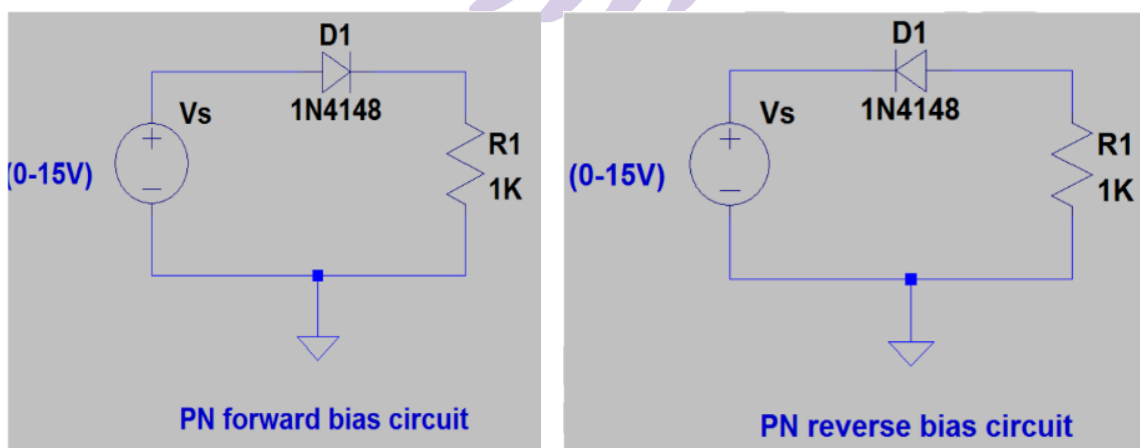 D1
1N4148
Vs
(0-15V)
R1
1K
PN forward bias circuit
D1
1N4148
Vs
(0-15V)
R1
1K
PN reverse bias circuit